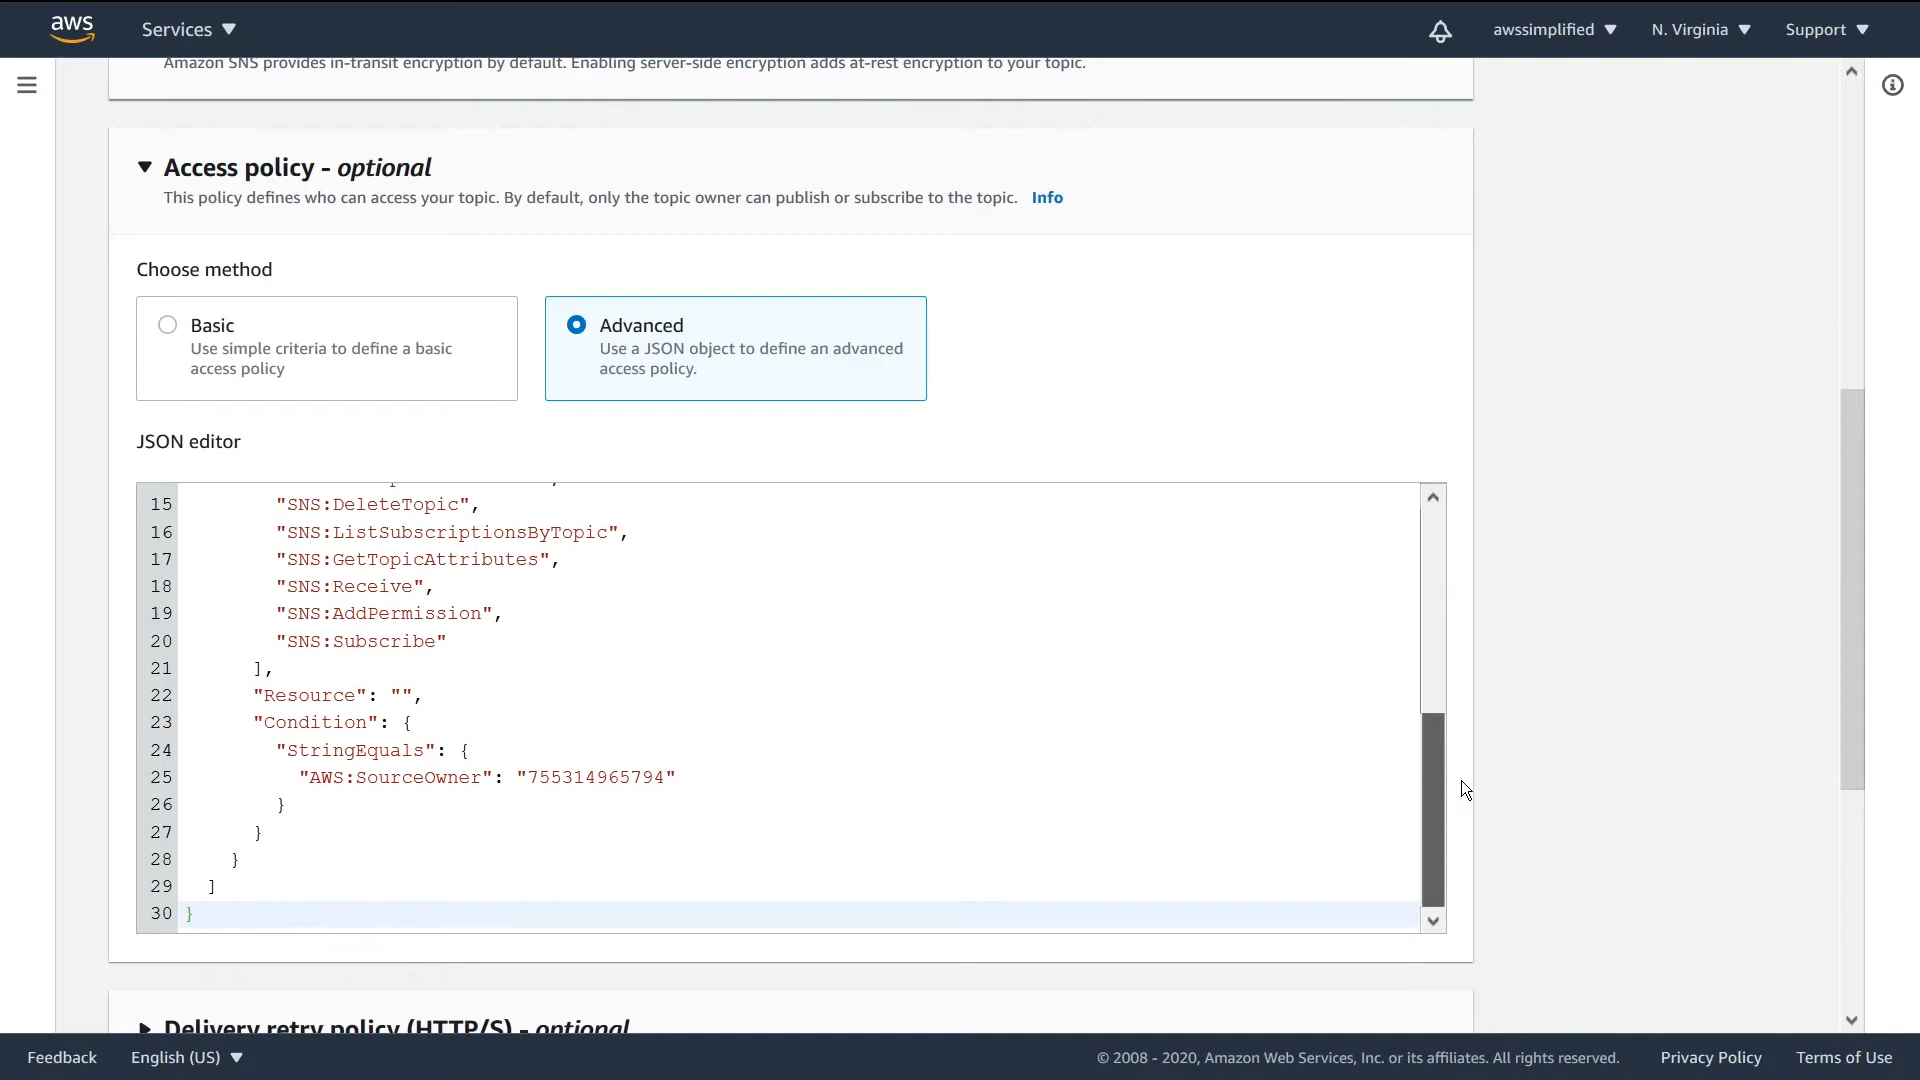 aws
Services
awssimplified
N. Virginia
Support
Amazon SNS provides in-transit encryption by default. Enabling server-side encryption adds at-rest encryption to your topic.
Access policy - optional
This policy defines who can access your topic. By default, only the topic owner can publish or subscribe to the topic. Info
Choose method
Basic
Use simple criteria to define a basic
access policy
Advanced
Use a JSON object to define an advanced
access policy.
JSON editor
15 "SNS:DeleteTopic",
16 "SNS:ListSubscriptionsByTopic",
17 "SNS:GetTopicAttributes",
18 "SNS:Receive",
19 "SNS:AddPermission",
20 "SNS:Subscribe"
21 ],
22 "Resource": "",
23 "Condition": {
24 "StringEquals": {
25 "AWS:SourceOwner": "755314965794"
26 }
27 }
28 }
29 ]
30 }
Delivery retry policy (HTTP/S) - optional
Feedback
English (US)
© 2008 - 2020, Amazon Web Services, Inc. or its affiliates. All rights reserved.
Privacy Policy
Terms of Use